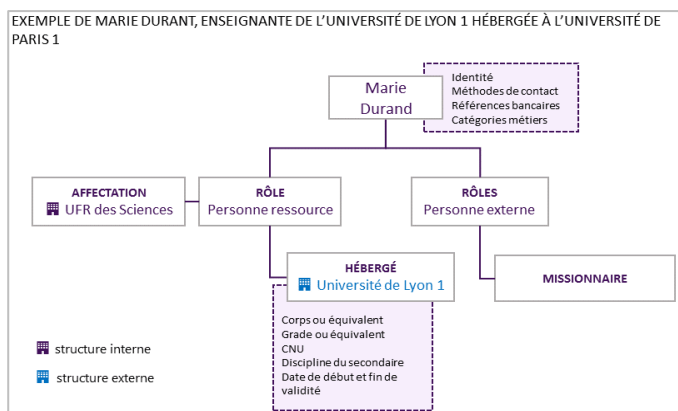 EXEMPLE DE MARIE DURANT, ENSEIGNANTE DE L'UNIVERSITÉ DE LYON 1 HÉBERGÉE À L'UNIVERSITÉ DE
PARIS 1
Marie
Durand
Identité
Méthodes de contact
Références bancaires
Catégories métiers
AFFECTATION
UFR des Sciences
RÔLE
Personne ressource
RÔLES
Personne externe
HÉBERGÉ
Université de Lyon 1
MISSIONNAIRE
Corps ou équivalent
Grade ou équivalent
CNU
Discipline du secondaire
Date de début et fin de
validité
structure interne
structure externe